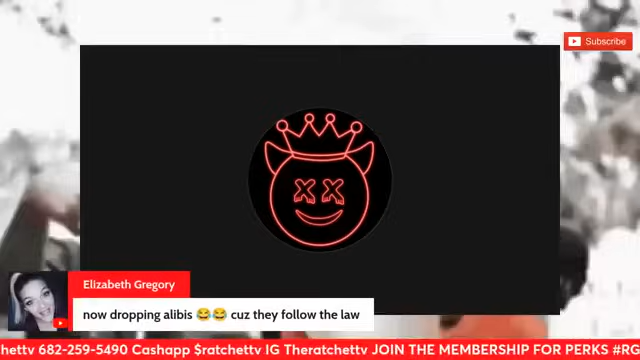 Subscribe
Elizabeth Gregory
now dropping alibis 😂😂 cuz they follow the law
hettv 682-259-5490 Cashapp $ratchettv IG Theratchettv JOIN THE MEMBERSHIP FOR PERKS #RO